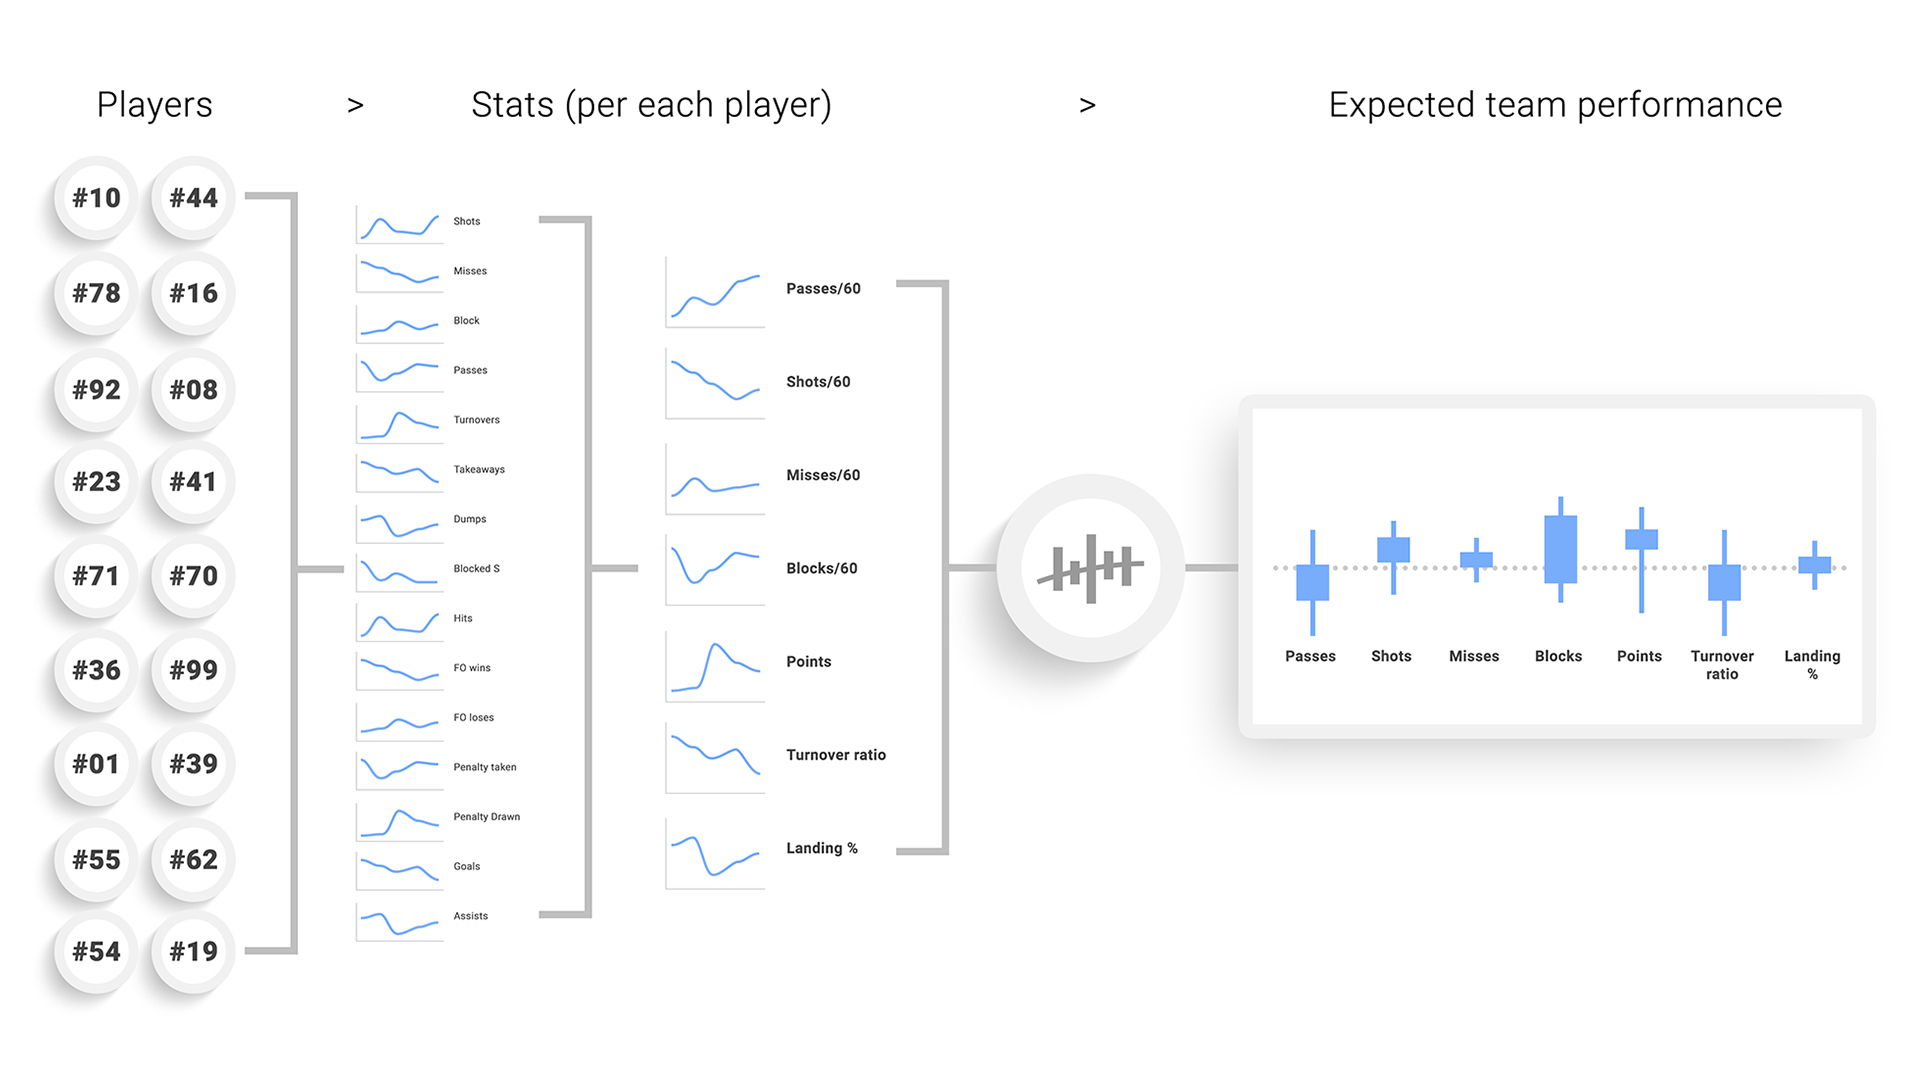 Players > Stats (per each player) > Expected team performance
#10 #44
#78 #16
#92 #08
#23 #41
#71 #70
#36 #99
#01 #39
#55 #62
#54 #19
Shots
Misses
Block
Passes
Turnovers
Takeaways
Dumps
Blocked S
Hits
FO wins
FO loses
Penalty taken
Penalty Drawn
Goals
Assists
Passes/60
Shots/60
Misses/60
Blocks/60
Points
Turnover ratio
Landing %
Passes
Shots
Misses
Blocks
Points
Turnover
ratio
Landing
%